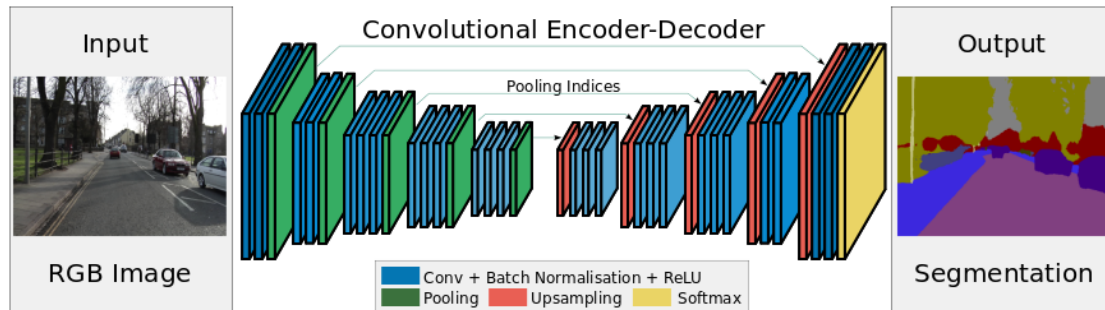 Input
RGB Image
Convolutional Encoder-Decoder
Pooling Indices
Conv + Batch Normalisation + ReLU
Pooling Upsampling Softmax
Output
Segmentation